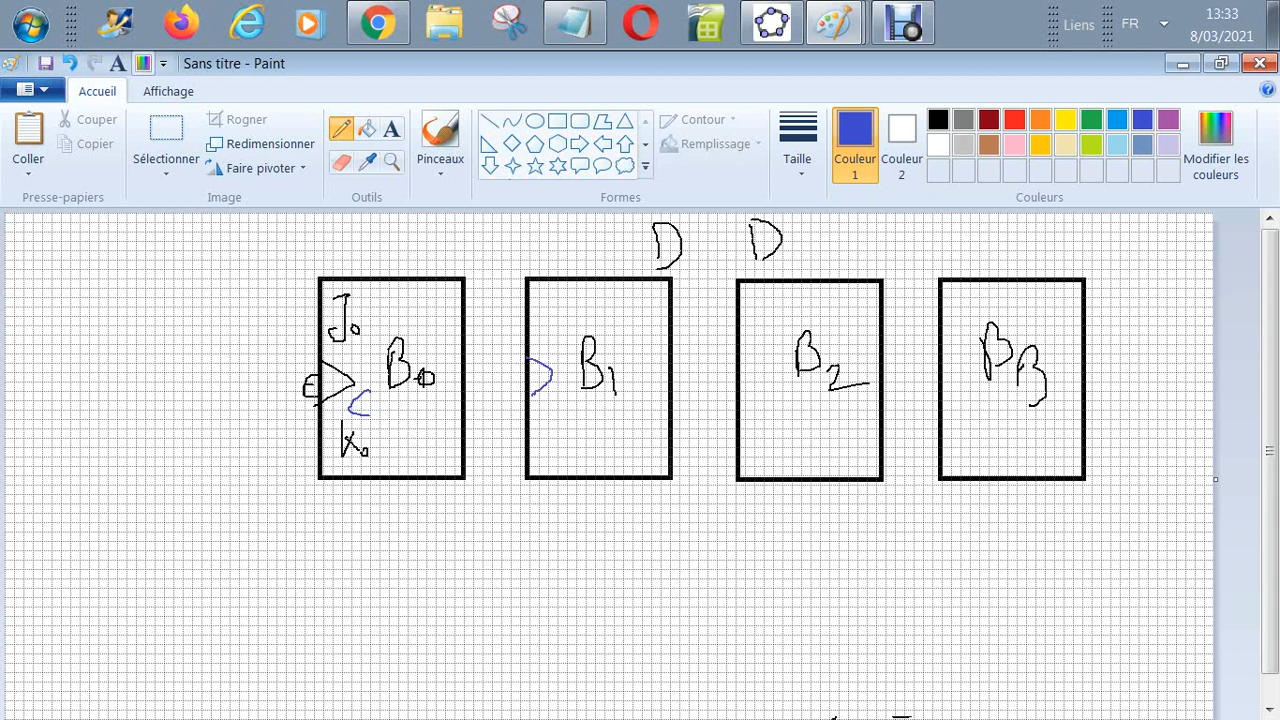 Liens FR 13:33
8/03/2021
Sans titre - Paint
Accueil Affichage
Coller
Couper
Copier
Presse-papiers
Sélectionner
Rogner
Redimensionner
Faire pivoter
Image
Outils
Pinceaux
Contour
Remplissage
Formes
Taille
Couleur
1
Couleur
2
Modifier les
couleurs
Couleurs
D D
J0
B0 B1 B2
C
K0